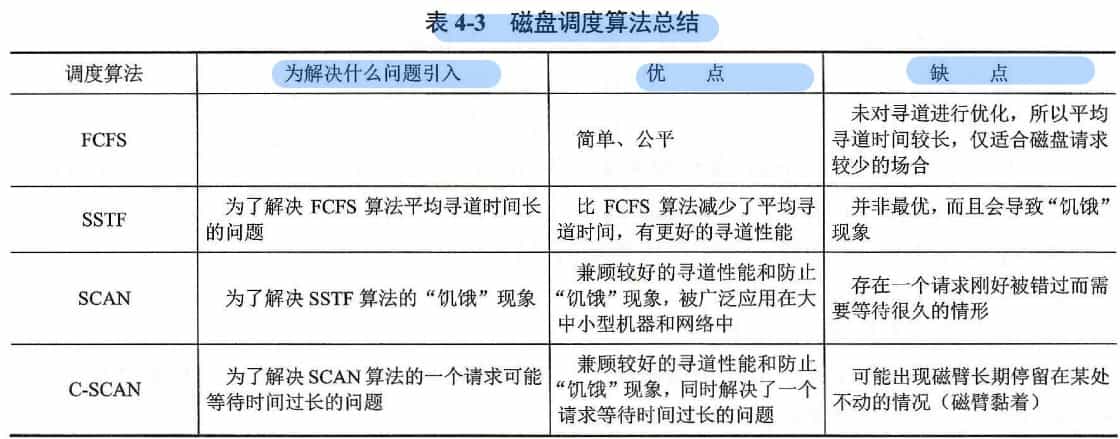 表 4-3 磁盘调度算法总结
调度算法 为解决什么问题引入 优 点 缺 点
FCFS
简单、公平
未对寻道进行优化，所以平均
寻道时间较长，仅适合磁盘请求
较少的场合
SSTF
为了解决 FCFS 算法平均寻道时间长
的问题
比 FCFS 算法减少了平均寻
道时间，有更好的寻道性能
并非最优，而且会导致“饥饿”
现象
SCAN
为了解决 SSTF 算法的“饥饿”现象
兼顾较好的寻道性能和防止
“饥饿”现象，被广泛应用在大
中小型机器和网络中
存在一个请求刚好被错过而需
要等待很久的情形
C-SCAN
为了解决 SCAN 算法的一个请求可能
等待时间过长的问题
兼顾较好的寻道性能和防止
“饥饿”现象，同时解决了一个
请求等待时间过长的问题
可能出现磁臂长期停留在某处
不动的情况（磁臂黏着）